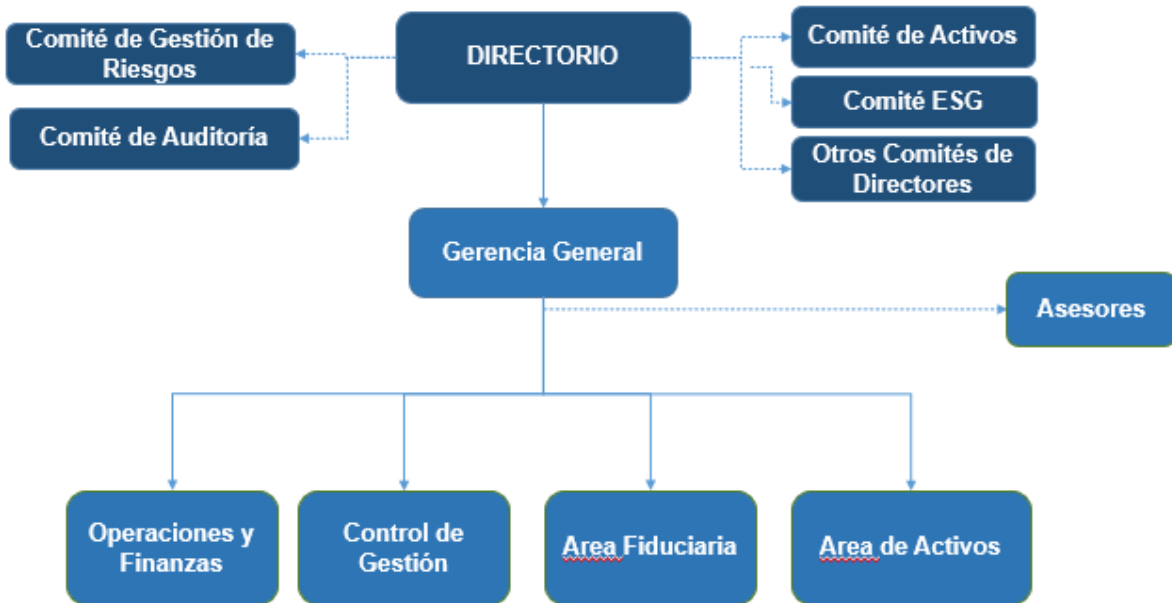 Comité de Gestión de
Riesgos
Comité de Auditoría
DIRECTORIO
Comité de Activos
Comité ESG
Otros Comités de
Directores
Gerencia General
Asesores
Operaciones y
Finanzas
Control de
Gestión
Area Fiduciaria
Area de Activos